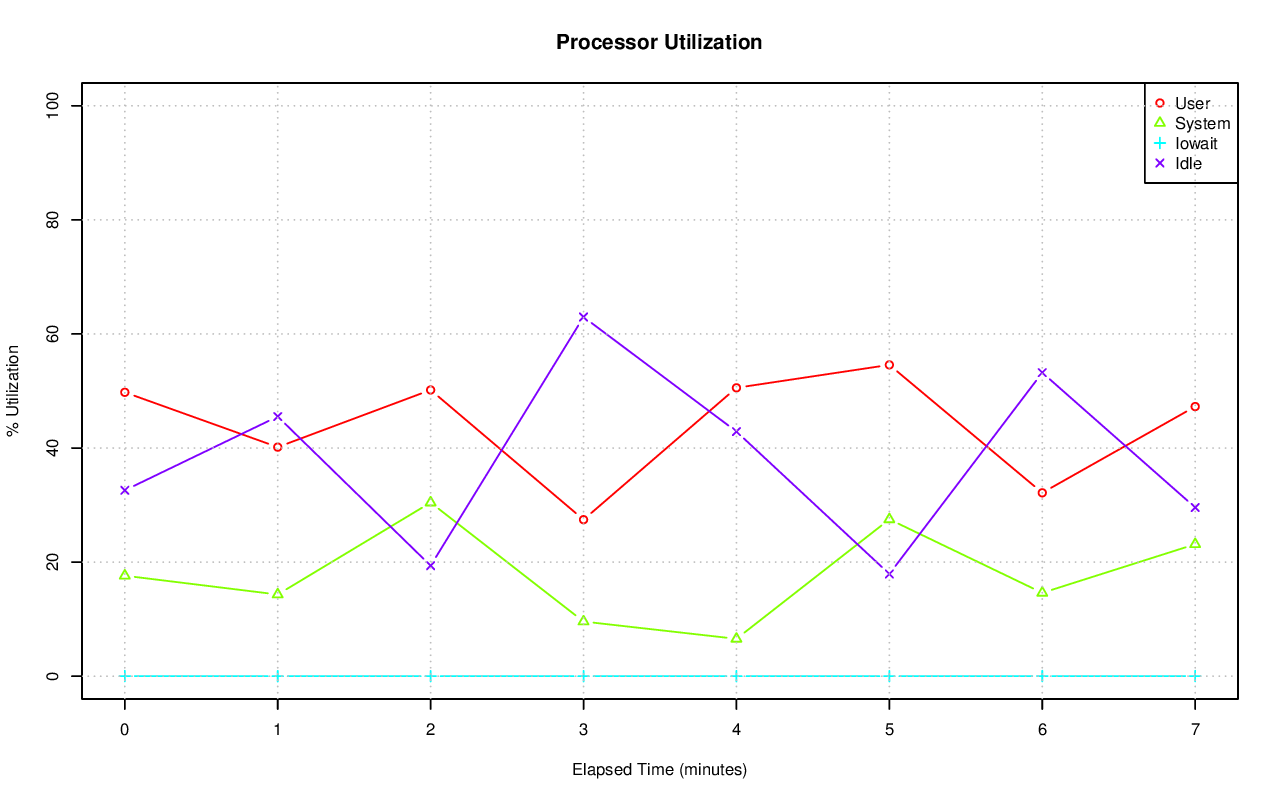 Processor Utilization
% Utilization
100
80
60
40
20
0
User
System
Iowait
Idle
0 1 2 3 4 5 6 7
Elapsed Time (minutes)